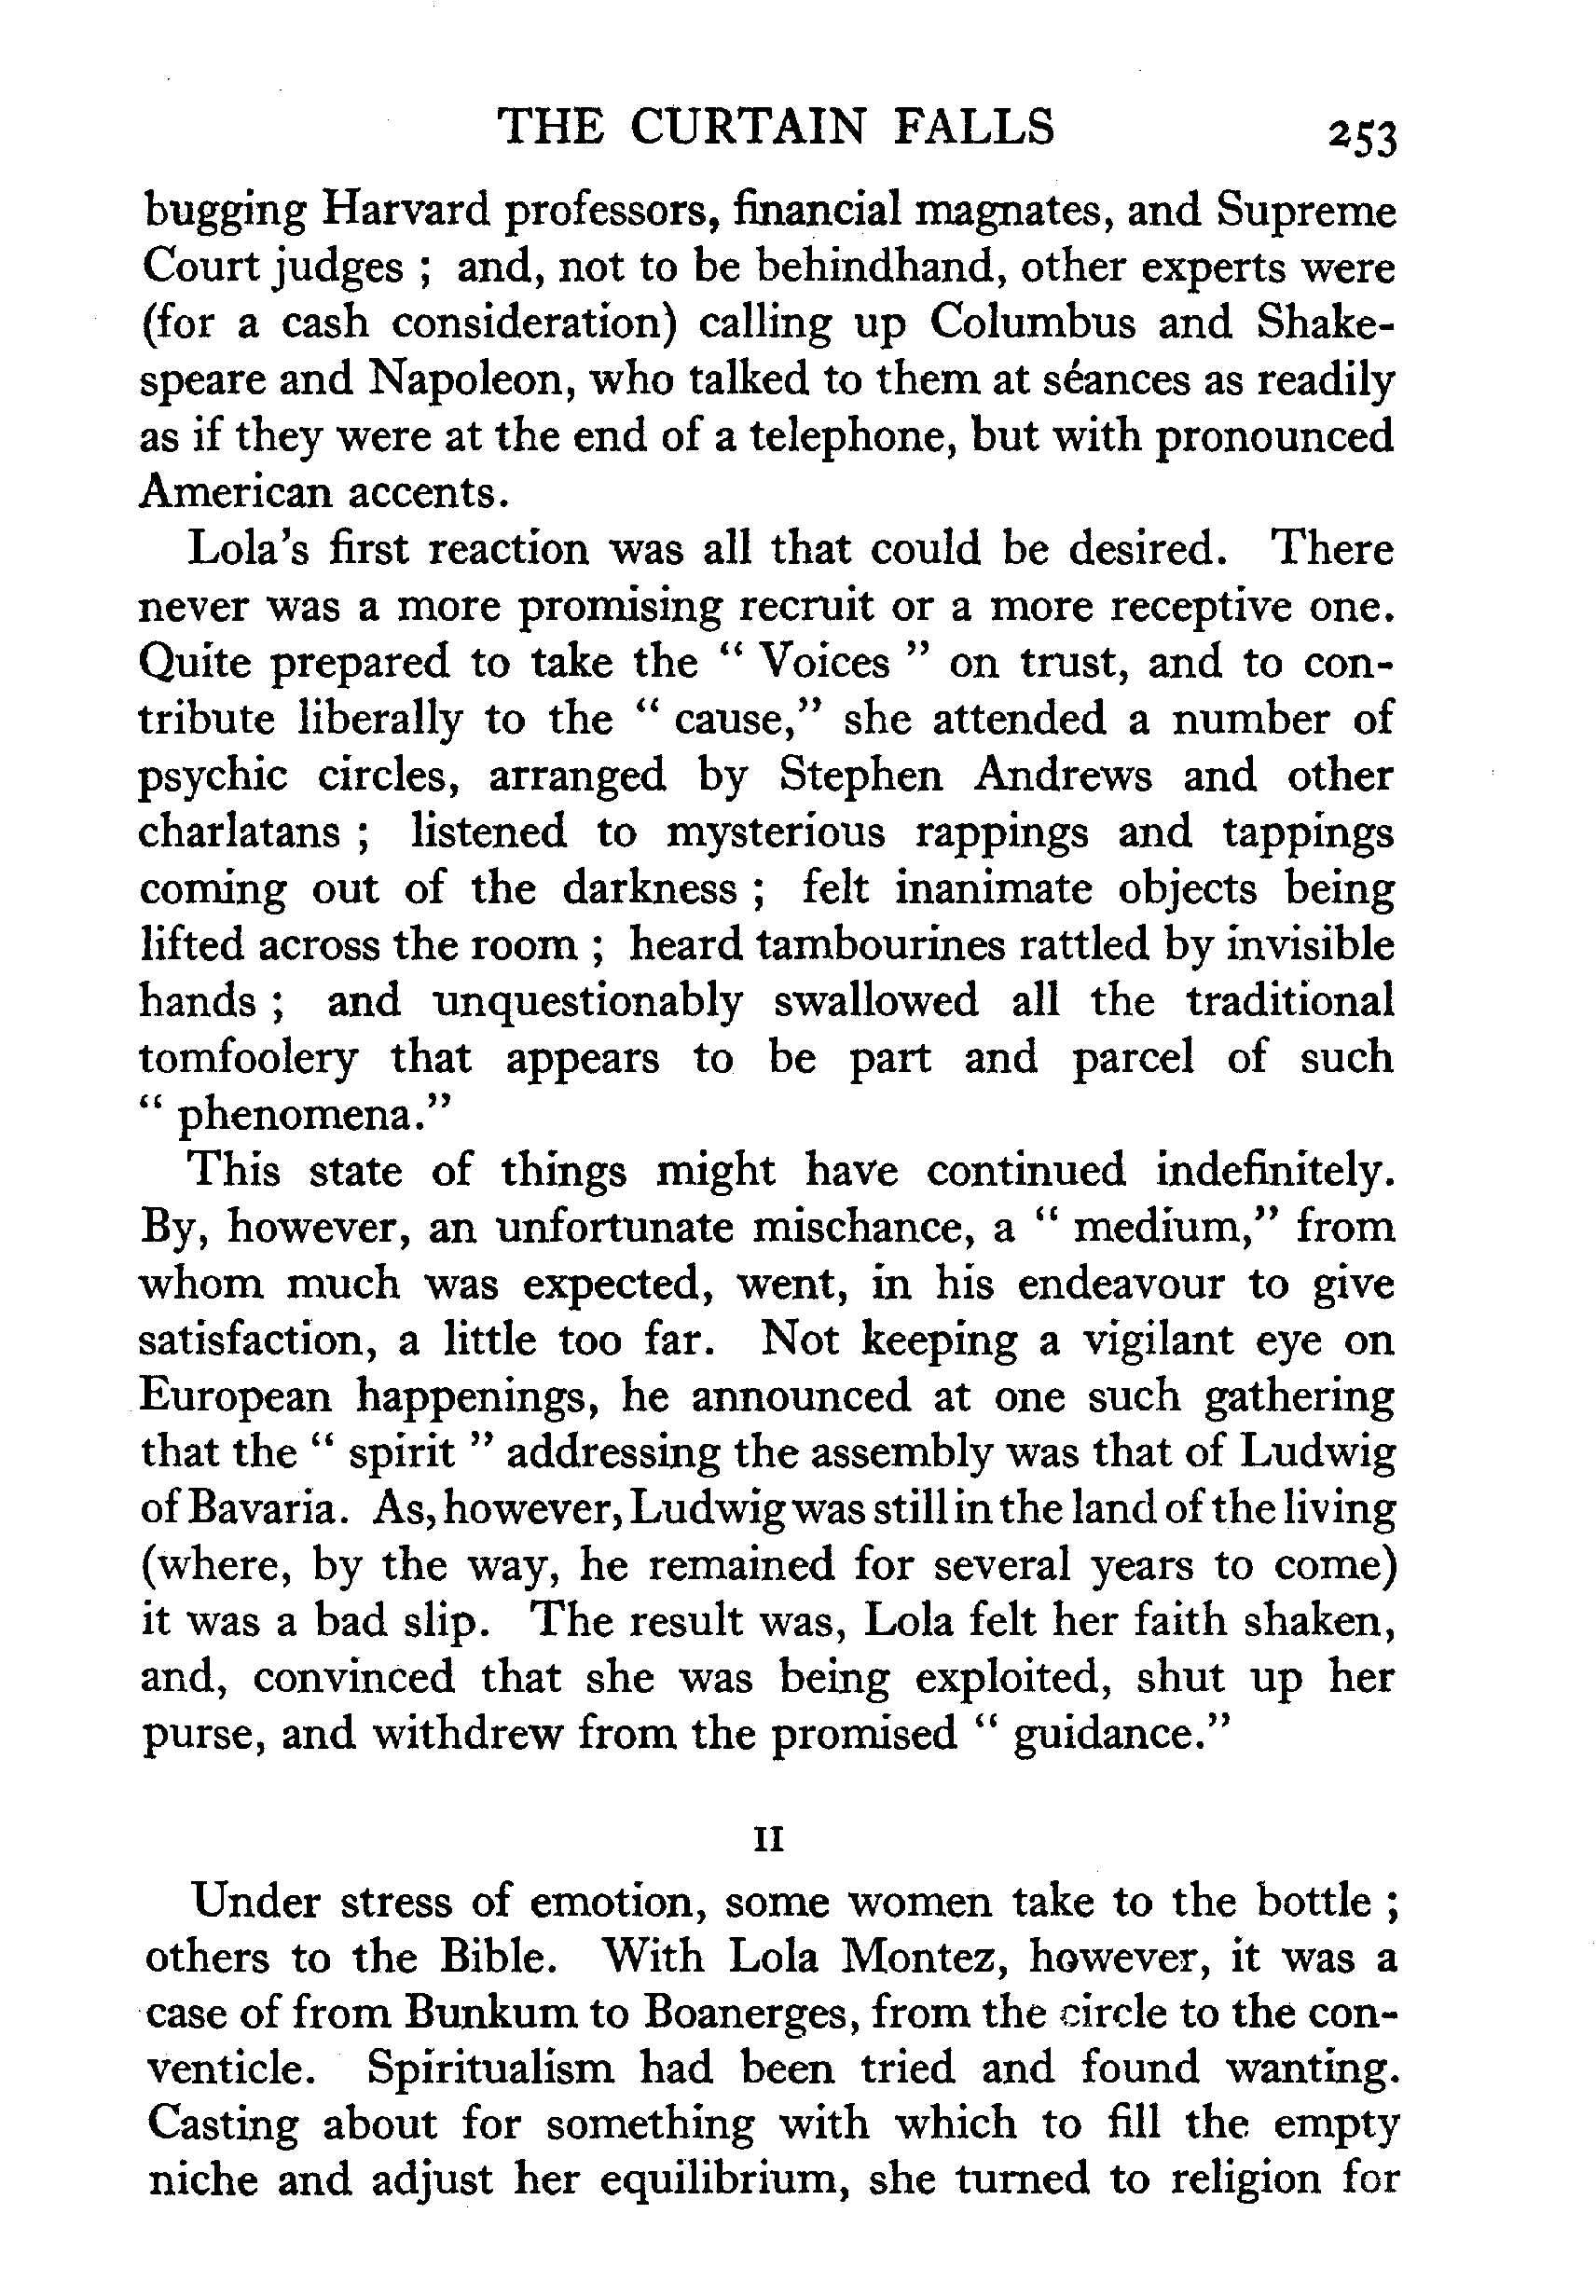 THE CURTAIN FALLS 253
bugging Harvard professors, financial magnates, and Supreme
Court judges ; and, not to be behindhand, other experts were
(for a cash consideration) calling up Columbus and Shake-
speare and Napoleon, who talked to them at séances as readily
as if they were at the end of a telephone, but with pronounced
American accents.
Lola's first reaction was all that could be desired. There
never was a more promising recruit or a more receptive one.
Quite prepared to take the " Voices " on trust, and to con-
tribute liberally to the " cause," she attended a number of
psychic circles, arranged by Stephen Andrews and other
charlatans ; listened to mysterious rappings and tappings
coming out of the darkness ; felt inanimate objects being
lifted across the room ; heard tambourines rattled by invisible
hands ; and unquestionably swallowed all the traditional
tomfoolery that appears to be part and parcel of such
" phenomena."
This state of things might have continued indefinitely.
By, however, an unfortunate mischance, a " medium," from
whom much was expected, went, in his endeavour to give
satisfaction, a little too far. Not keeping a vigilant eye on
European happenings, he announced at one such gathering
that the " spirit " addressing the assembly was that of Ludwig
of Bavaria. As, however, Ludwig was still in the land of the living
(where, by the way, he remained for several years to come)
it was a bad slip. The result was, Lola felt her faith shaken,
and, convinced that she was being exploited, shut up her
purse, and withdrew from the promised " guidance."
II
Under stress of emotion, some women take to the bottle ;
others to the Bible. With Lola Montez, however, it was a
case of from Bunkum to Boanerges, from the circle to the con-
venticle. Spiritualism had been tried and found wanting.
Casting about for something with which to fill the empty
niche and adjust her equilibrium, she turned to religion for